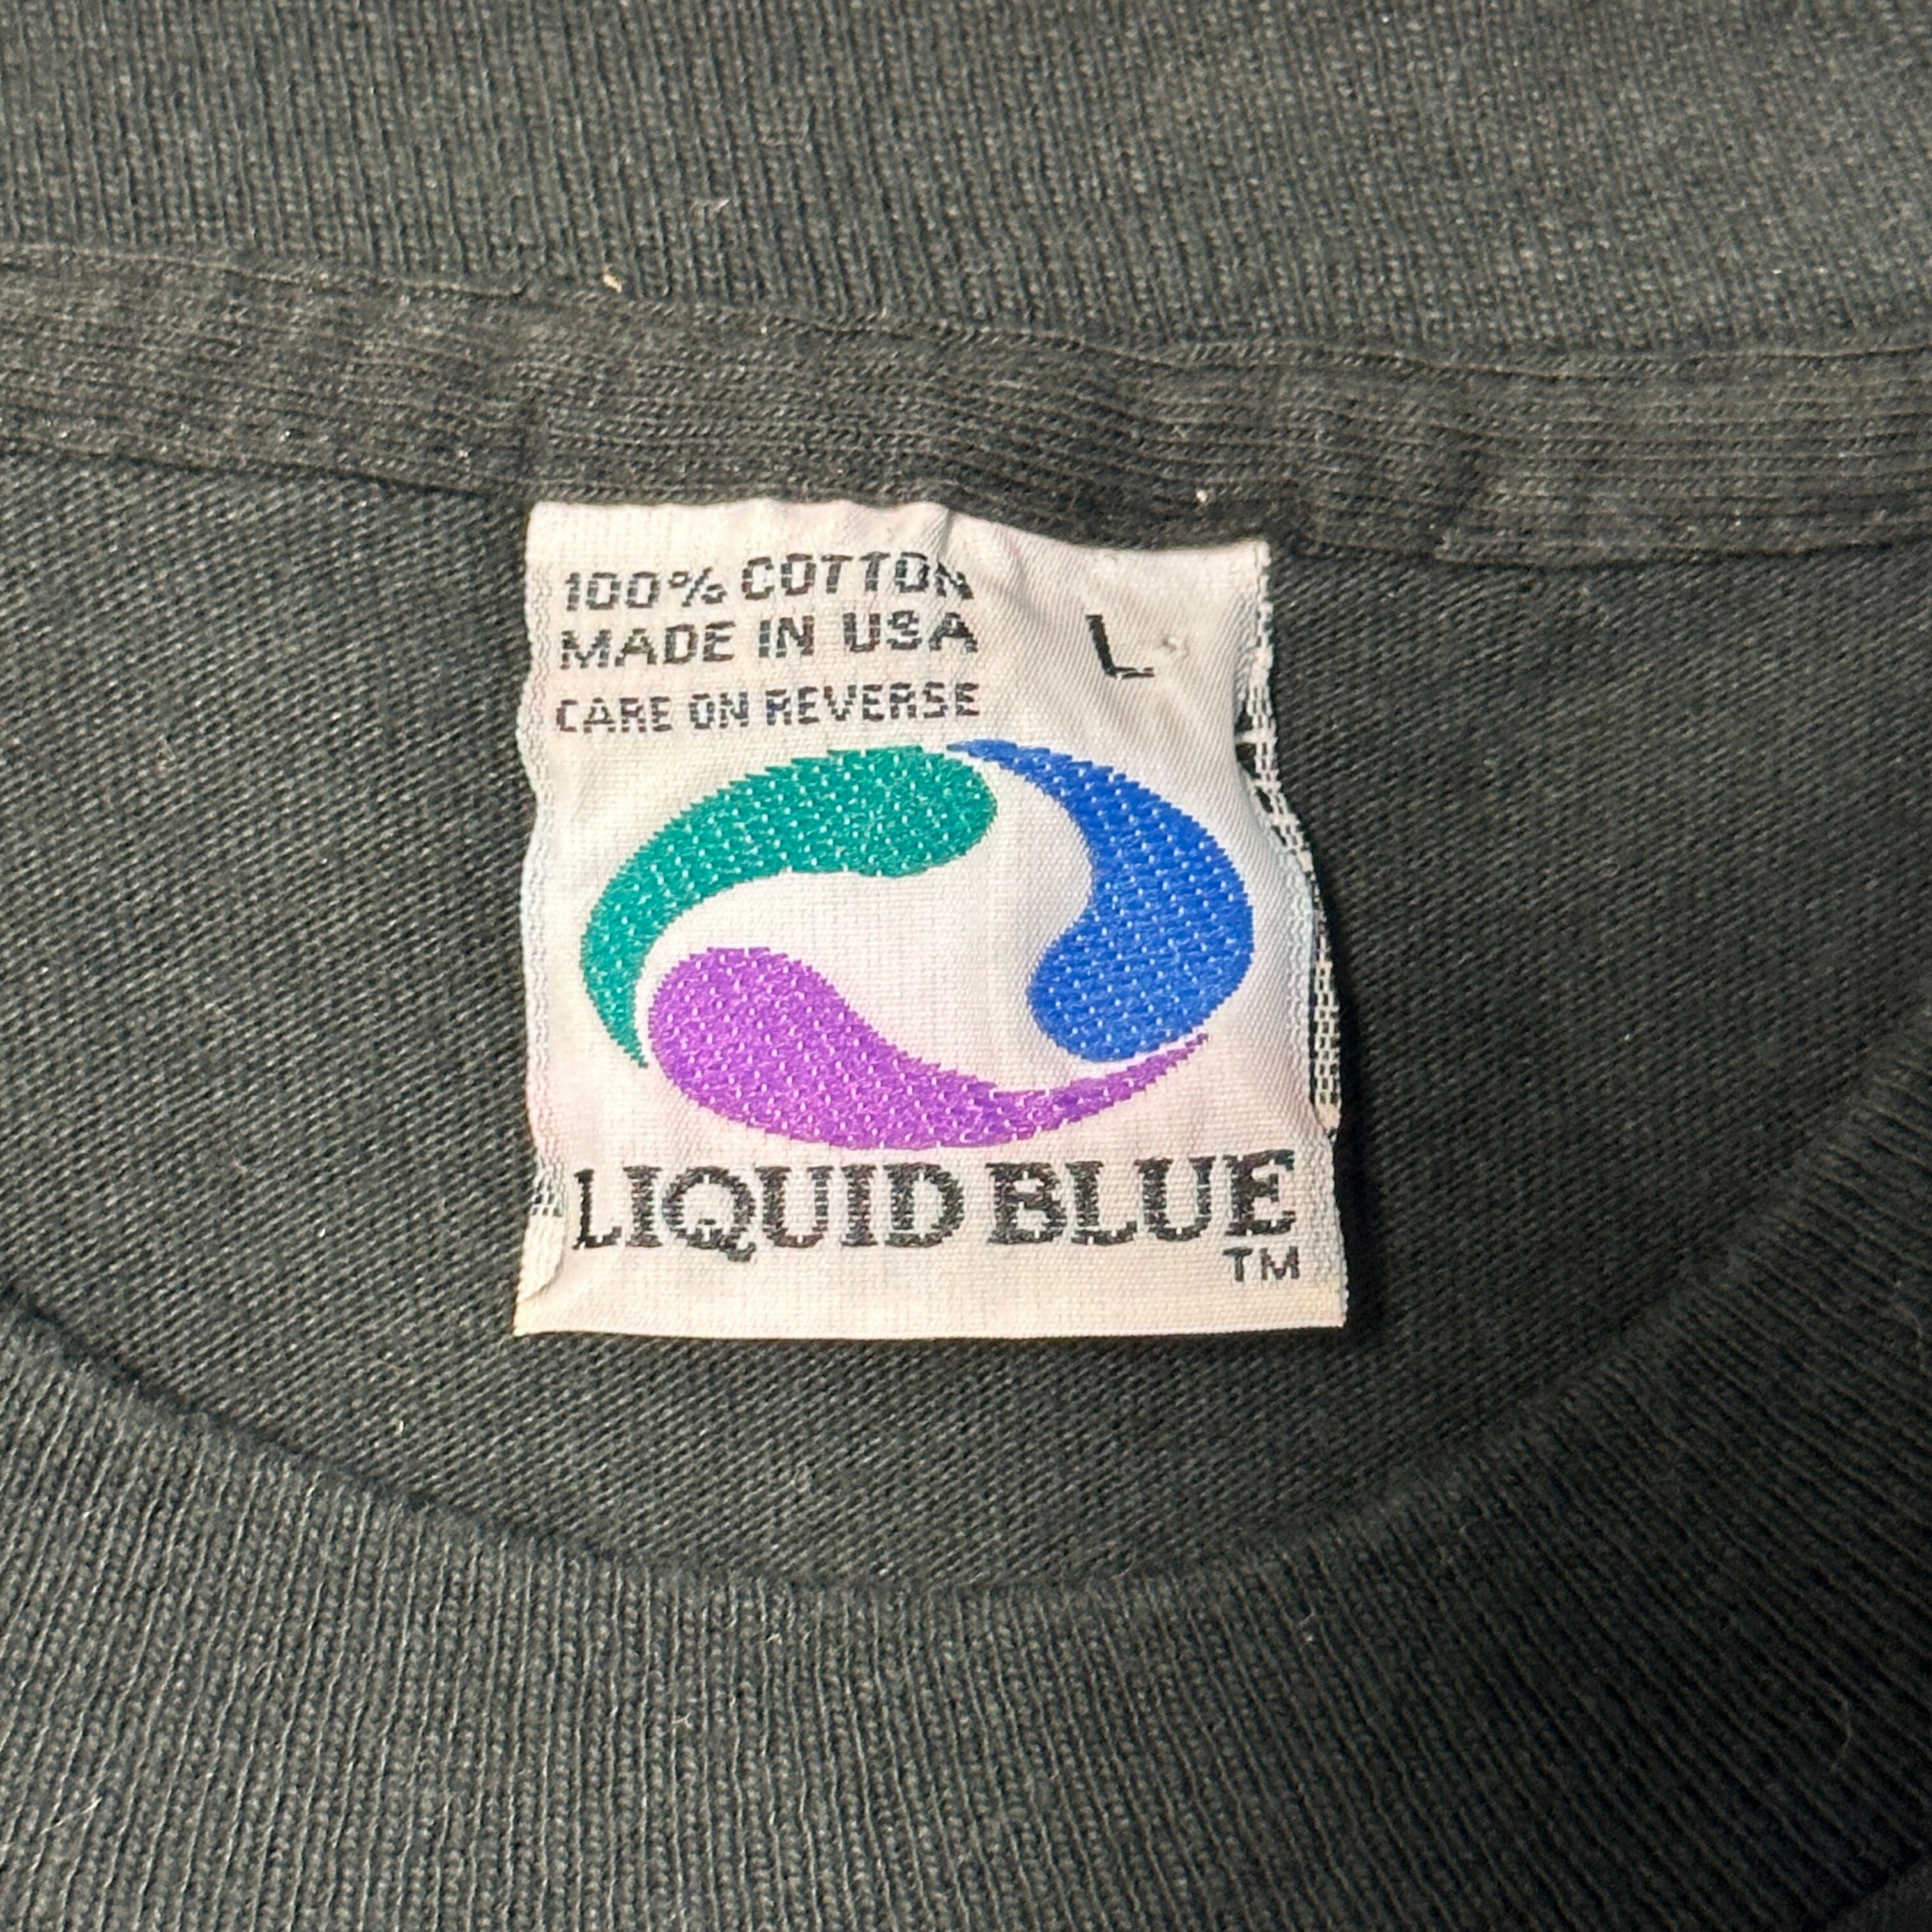 100% COTTON
MADE IN USA
CARE ON REVERSE
L
LIQUID BLUE
TM